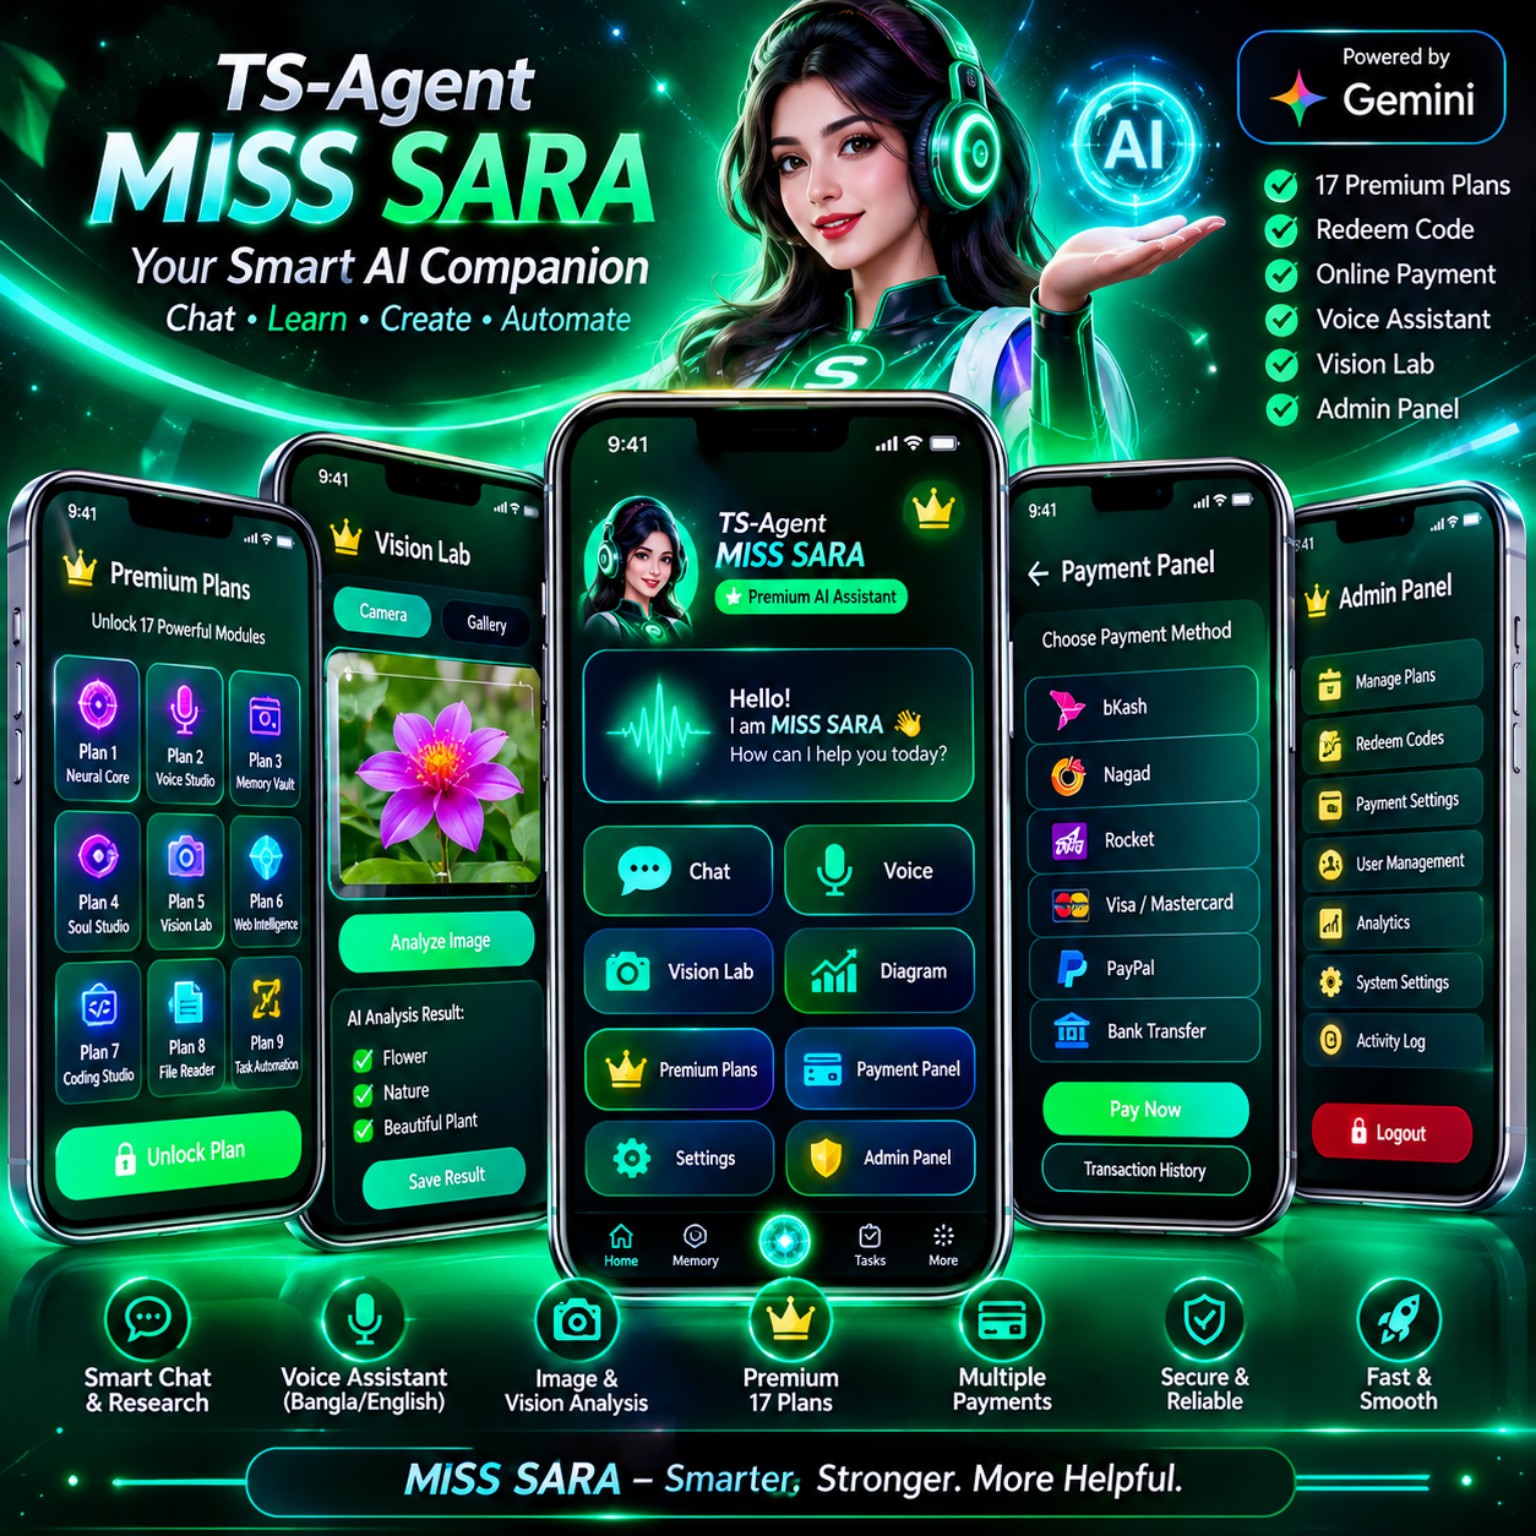 TS-Agent
MISS SARA
Your Smart AI Companion
Chat • Learn • Create • Automate
AI
Powered by
Gemini
17 Premium Plans
Redeem Code
Online Payment
Voice Assistant
Vision Lab
Admin Panel
S
9:41
Premium Plans
Unlock 17 Powerful Modules
Plan 1
Neural Core
Plan 2
Voice Studio
Plan 3
Memory Vault
Plan 4
Soul Studio
Plan 5
Vision Lab
Plan 6
Web Intelligence
Plan 7
Coding Studio
Plan 8
File Reader
Plan 9
Task Automation
Unlock Plan
9:41
Vision Lab
Camera
Gallery
Analyze Image
AI Analysis Result:
Flower
Nature
Beautiful Plant
Save Result
9:41
TS-Agent
MISS SARA
Premium AI Assistant
Hello!
I am MISS SARA 👋
How can I help you today?
Chat
Voice
Vision Lab
Diagram
Premium Plans
Payment Panel
Settings
Admin Panel
Home
Memory
Tasks
More
9:41
Payment Panel
Choose Payment Method
bKash
Nagad
Rocket
Visa / Mastercard
PayPal
Bank Transfer
Pay Now
Transaction History
:41
Admin Panel
Manage Plans
Redeem Codes
Payment Settings
User Management
Analytics
System Settings
Activity Log
Logout
Smart Chat
& Research
Voice Assistant
(Bangla/English)
Image &
Vision Analysis
Premium
17 Plans
Multiple
Payments
Secure &
Reliable
Fast &
Smooth
MISS SARA – Smarter. Stronger. More Helpful.